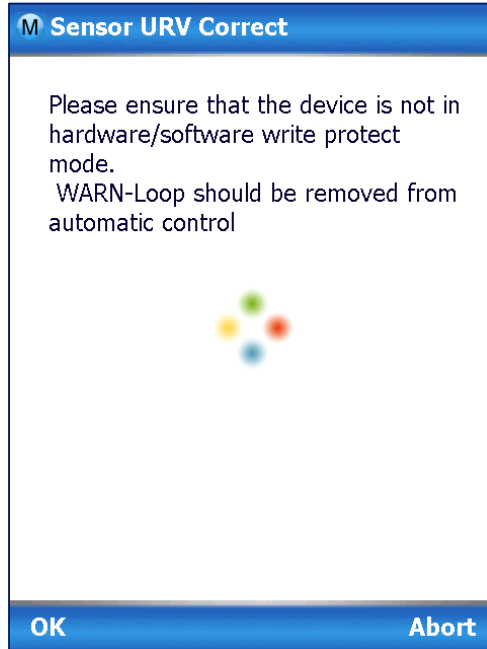 M Sensor URV Correct
Please ensure that the device is not in
hardware/software write protect
mode.
WARN-Loop should be removed from
automatic control
OK Abort